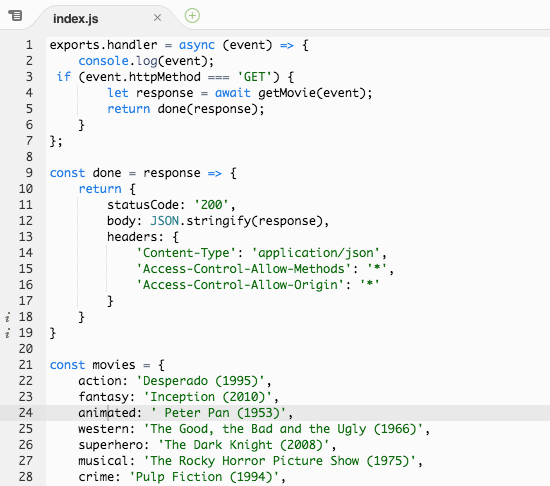 index.js
1 exports.handler = async (event) => {
2     console.log(event);
3  if (event.httpMethod === 'GET') {
4         let response = await getMovie(event);
5         return done(response);
6     }
7 };
8
9 const done = response => {
10     return {
11         statusCode: '200',
12         body: JSON.stringify(response),
13         headers: {
14             'Content-Type': 'application/json',
15             'Access-Control-Allow-Methods': '*',
16             'Access-Control-Allow-Origin': '*'
17         }
i 18     }
i 19 }
20
21 const movies = {
22     action: 'Desperado (1995)',
23     fantasy: 'Inception (2010)',
24     animated: ' Peter Pan (1953)',
25     western: 'The Good, the Bad and the Ugly (1966)',
26     superhero: 'The Dark Knight (2008)',
27     musical: 'The Rocky Horror Picture Show (1975)',
28     crime: 'Pulp Fiction (1994)',